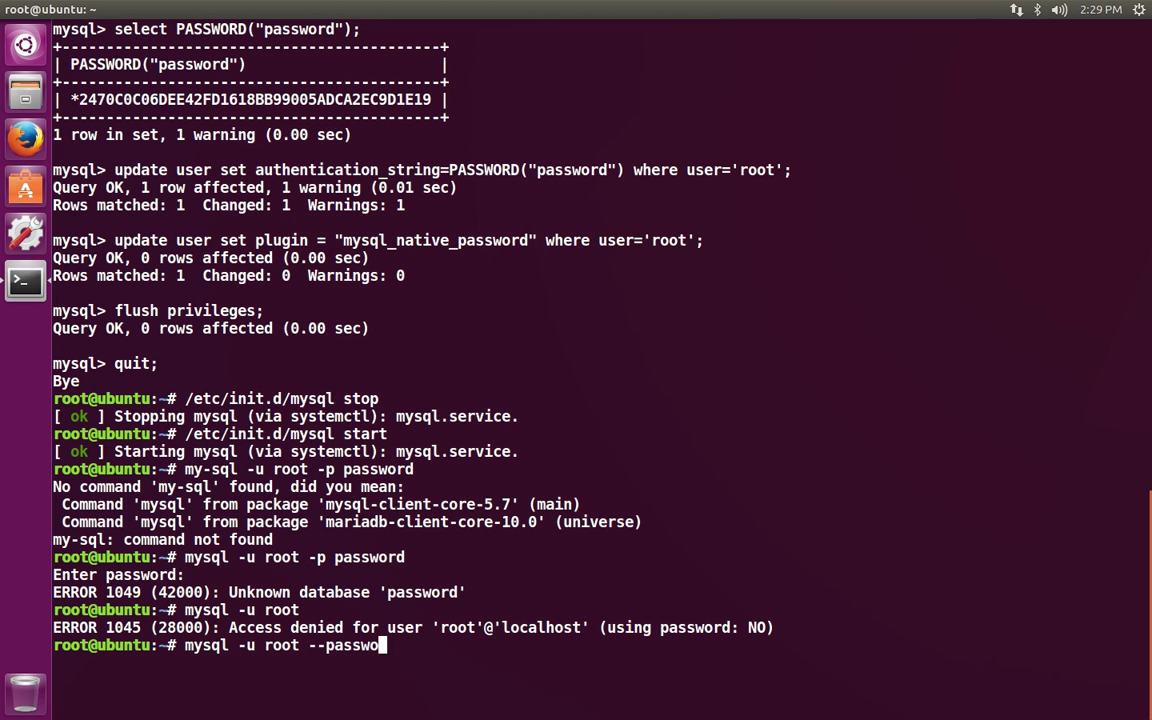 root@ubuntu: ~
2:29 PM
mysql> select PASSWORD("password");
+-------------------------------------------+
| PASSWORD("password")                      |
+-------------------------------------------+
| *2470C0C06DEE42FD1618BB99005ADCA2EC9D1E19 |
+-------------------------------------------+
1 row in set, 1 warning (0.00 sec)
mysql> update user set authentication_string=PASSWORD("password") where user='root';
Query OK, 1 row affected, 1 warning (0.01 sec)
Rows matched: 1  Changed: 1  Warnings: 1
mysql> update user set plugin = "mysql_native_password" where user='root';
Query OK, 0 rows affected (0.00 sec)
Rows matched: 1  Changed: 0  Warnings: 0
mysql> flush privileges;
Query OK, 0 rows affected (0.00 sec)
mysql> quit;
Bye
root@ubuntu:~# /etc/init.d/mysql stop
[ ok ] Stopping mysql (via systemctl): mysql.service.
root@ubuntu:~# /etc/init.d/mysql start
[ ok ] Starting mysql (via systemctl): mysql.service.
root@ubuntu:~# my-sql -u root -p password
No command 'my-sql' found, did you mean:
 Command 'mysql' from package 'mysql-client-core-5.7' (main)
 Command 'mysql' from package 'mariadb-client-core-10.0' (universe)
my-sql: command not found
root@ubuntu:~# mysql -u root -p password
Enter password:
ERROR 1049 (42000): Unknown database 'password'
root@ubuntu:~# mysql -u root
ERROR 1045 (28000): Access denied for user 'root'@'localhost' (using password: NO)
root@ubuntu:~# mysql -u root --passwo